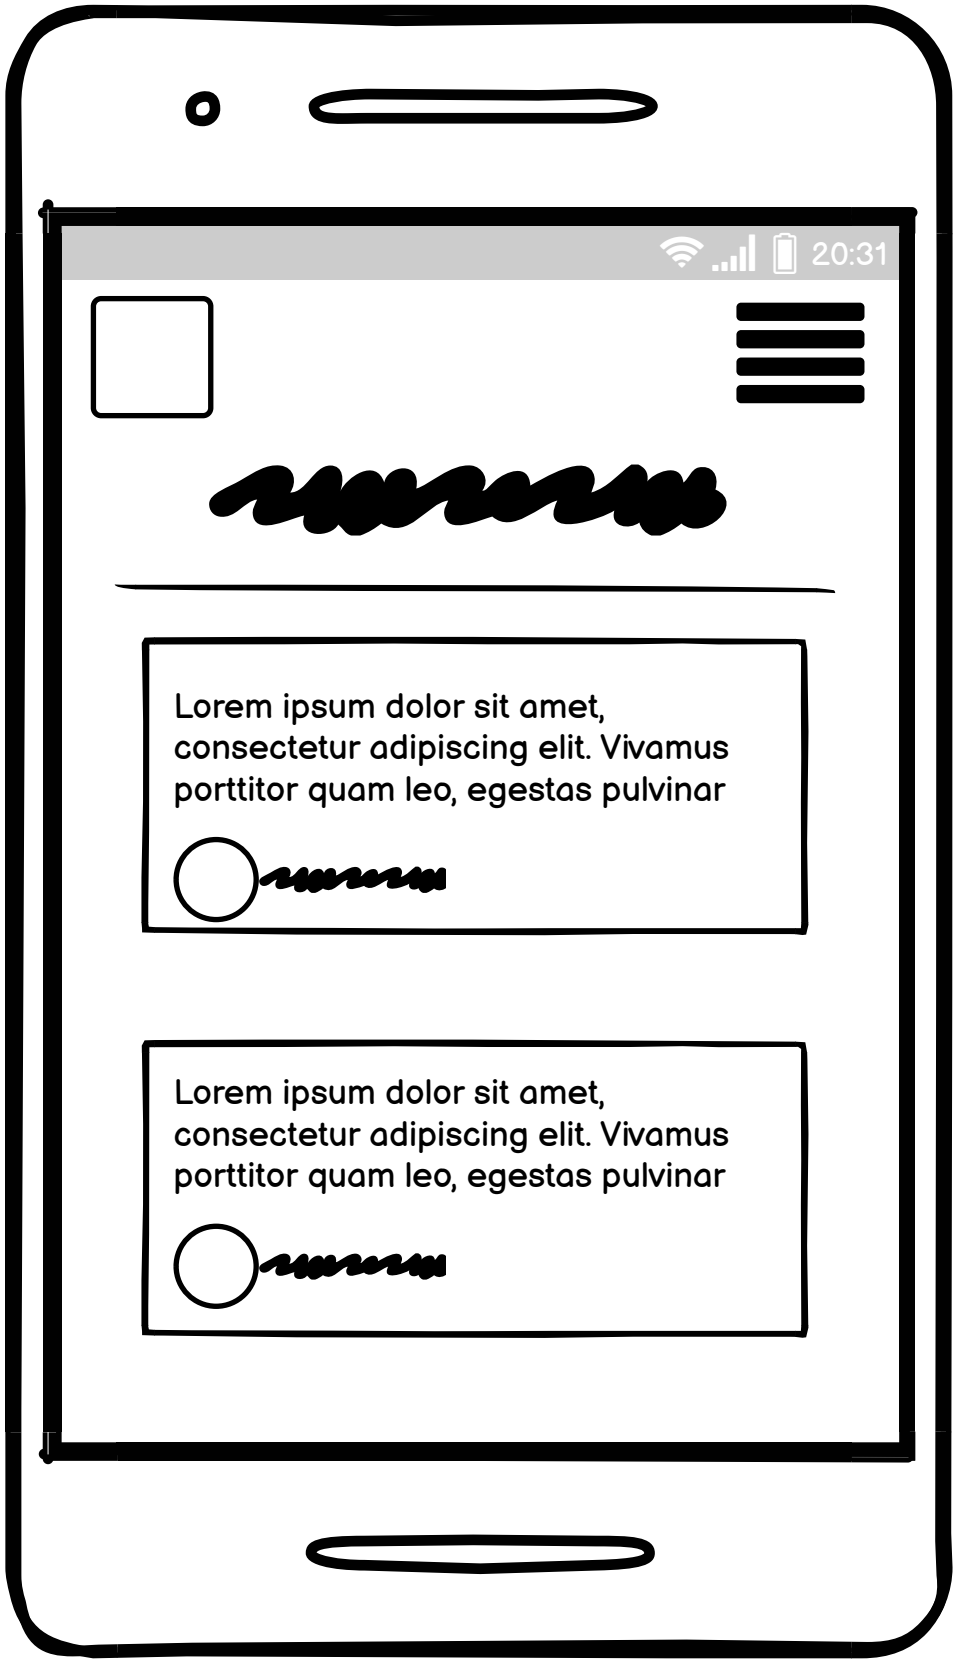 20:31
Lorem ipsum dolor sit amet,
consectetur adipiscing elit. Vivamus
porttitor quam leo, egestas pulvinar
Lorem ipsum dolor sit amet,
consectetur adipiscing elit. Vivamus
porttitor quam leo, egestas pulvinar